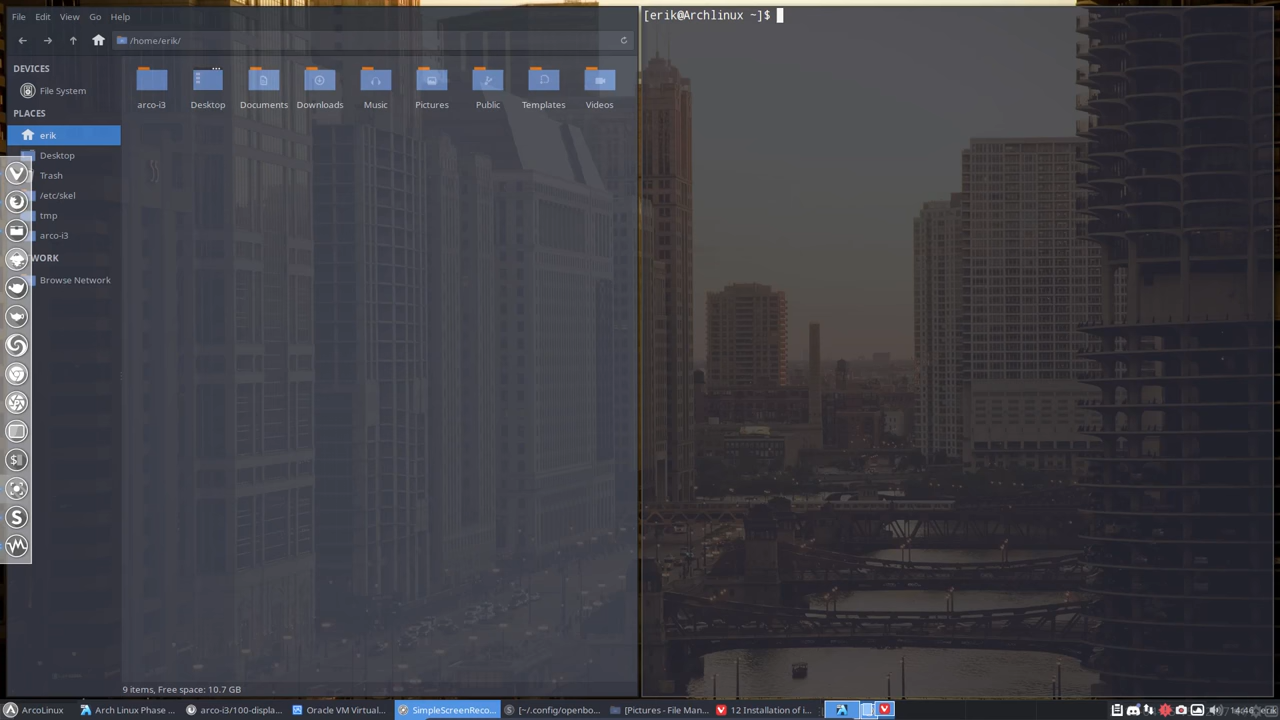 File Edit View Go Help
[erik@Archlinux ~]$
/home/erik/
DEVICES
File System
PLACES
erik
Desktop
Trash
/etc/skel
tmp
arco-i3
WORK
Browse Network
arco-i3 Desktop Documents Downloads Music Pictures Public Templates Videos
9 items, Free space: 10.7 GB
ArcoLinux Arch Linux Phase ... arco-i3/100-displa... Oracle VM Virtual... SimpleScreenReco... [~/.config/openbo... [Pictures - File Man... 12 Installation of i...